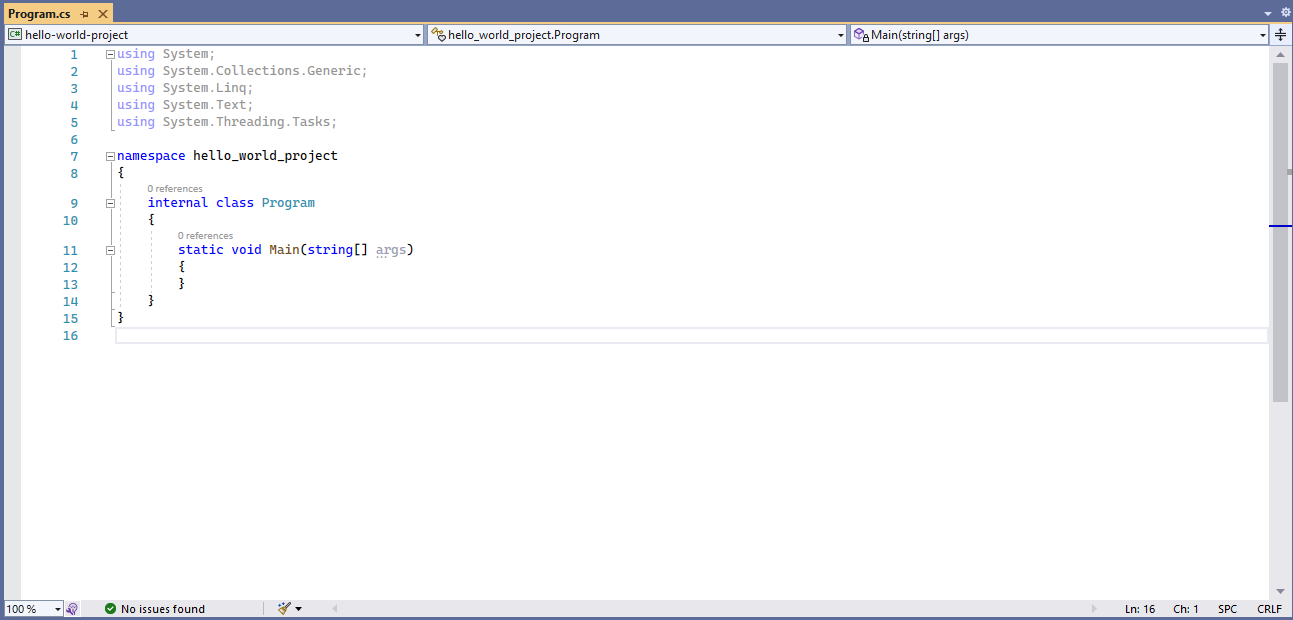 Program.cs
hello-world-project hello_world_project.Program Main(string[] args)
1 using System;
2 using System.Collections.Generic;
3 using System.Linq;
4 using System.Text;
5 using System.Threading.Tasks;
6
7 namespace hello_world_project
8 {
0 references
9 internal class Program
10 {
0 references
11 static void Main(string[] args)
12 {
13 }
14 }
15 }
16
100 % No issues found Ln: 16 Ch: 1 SPC CRLF